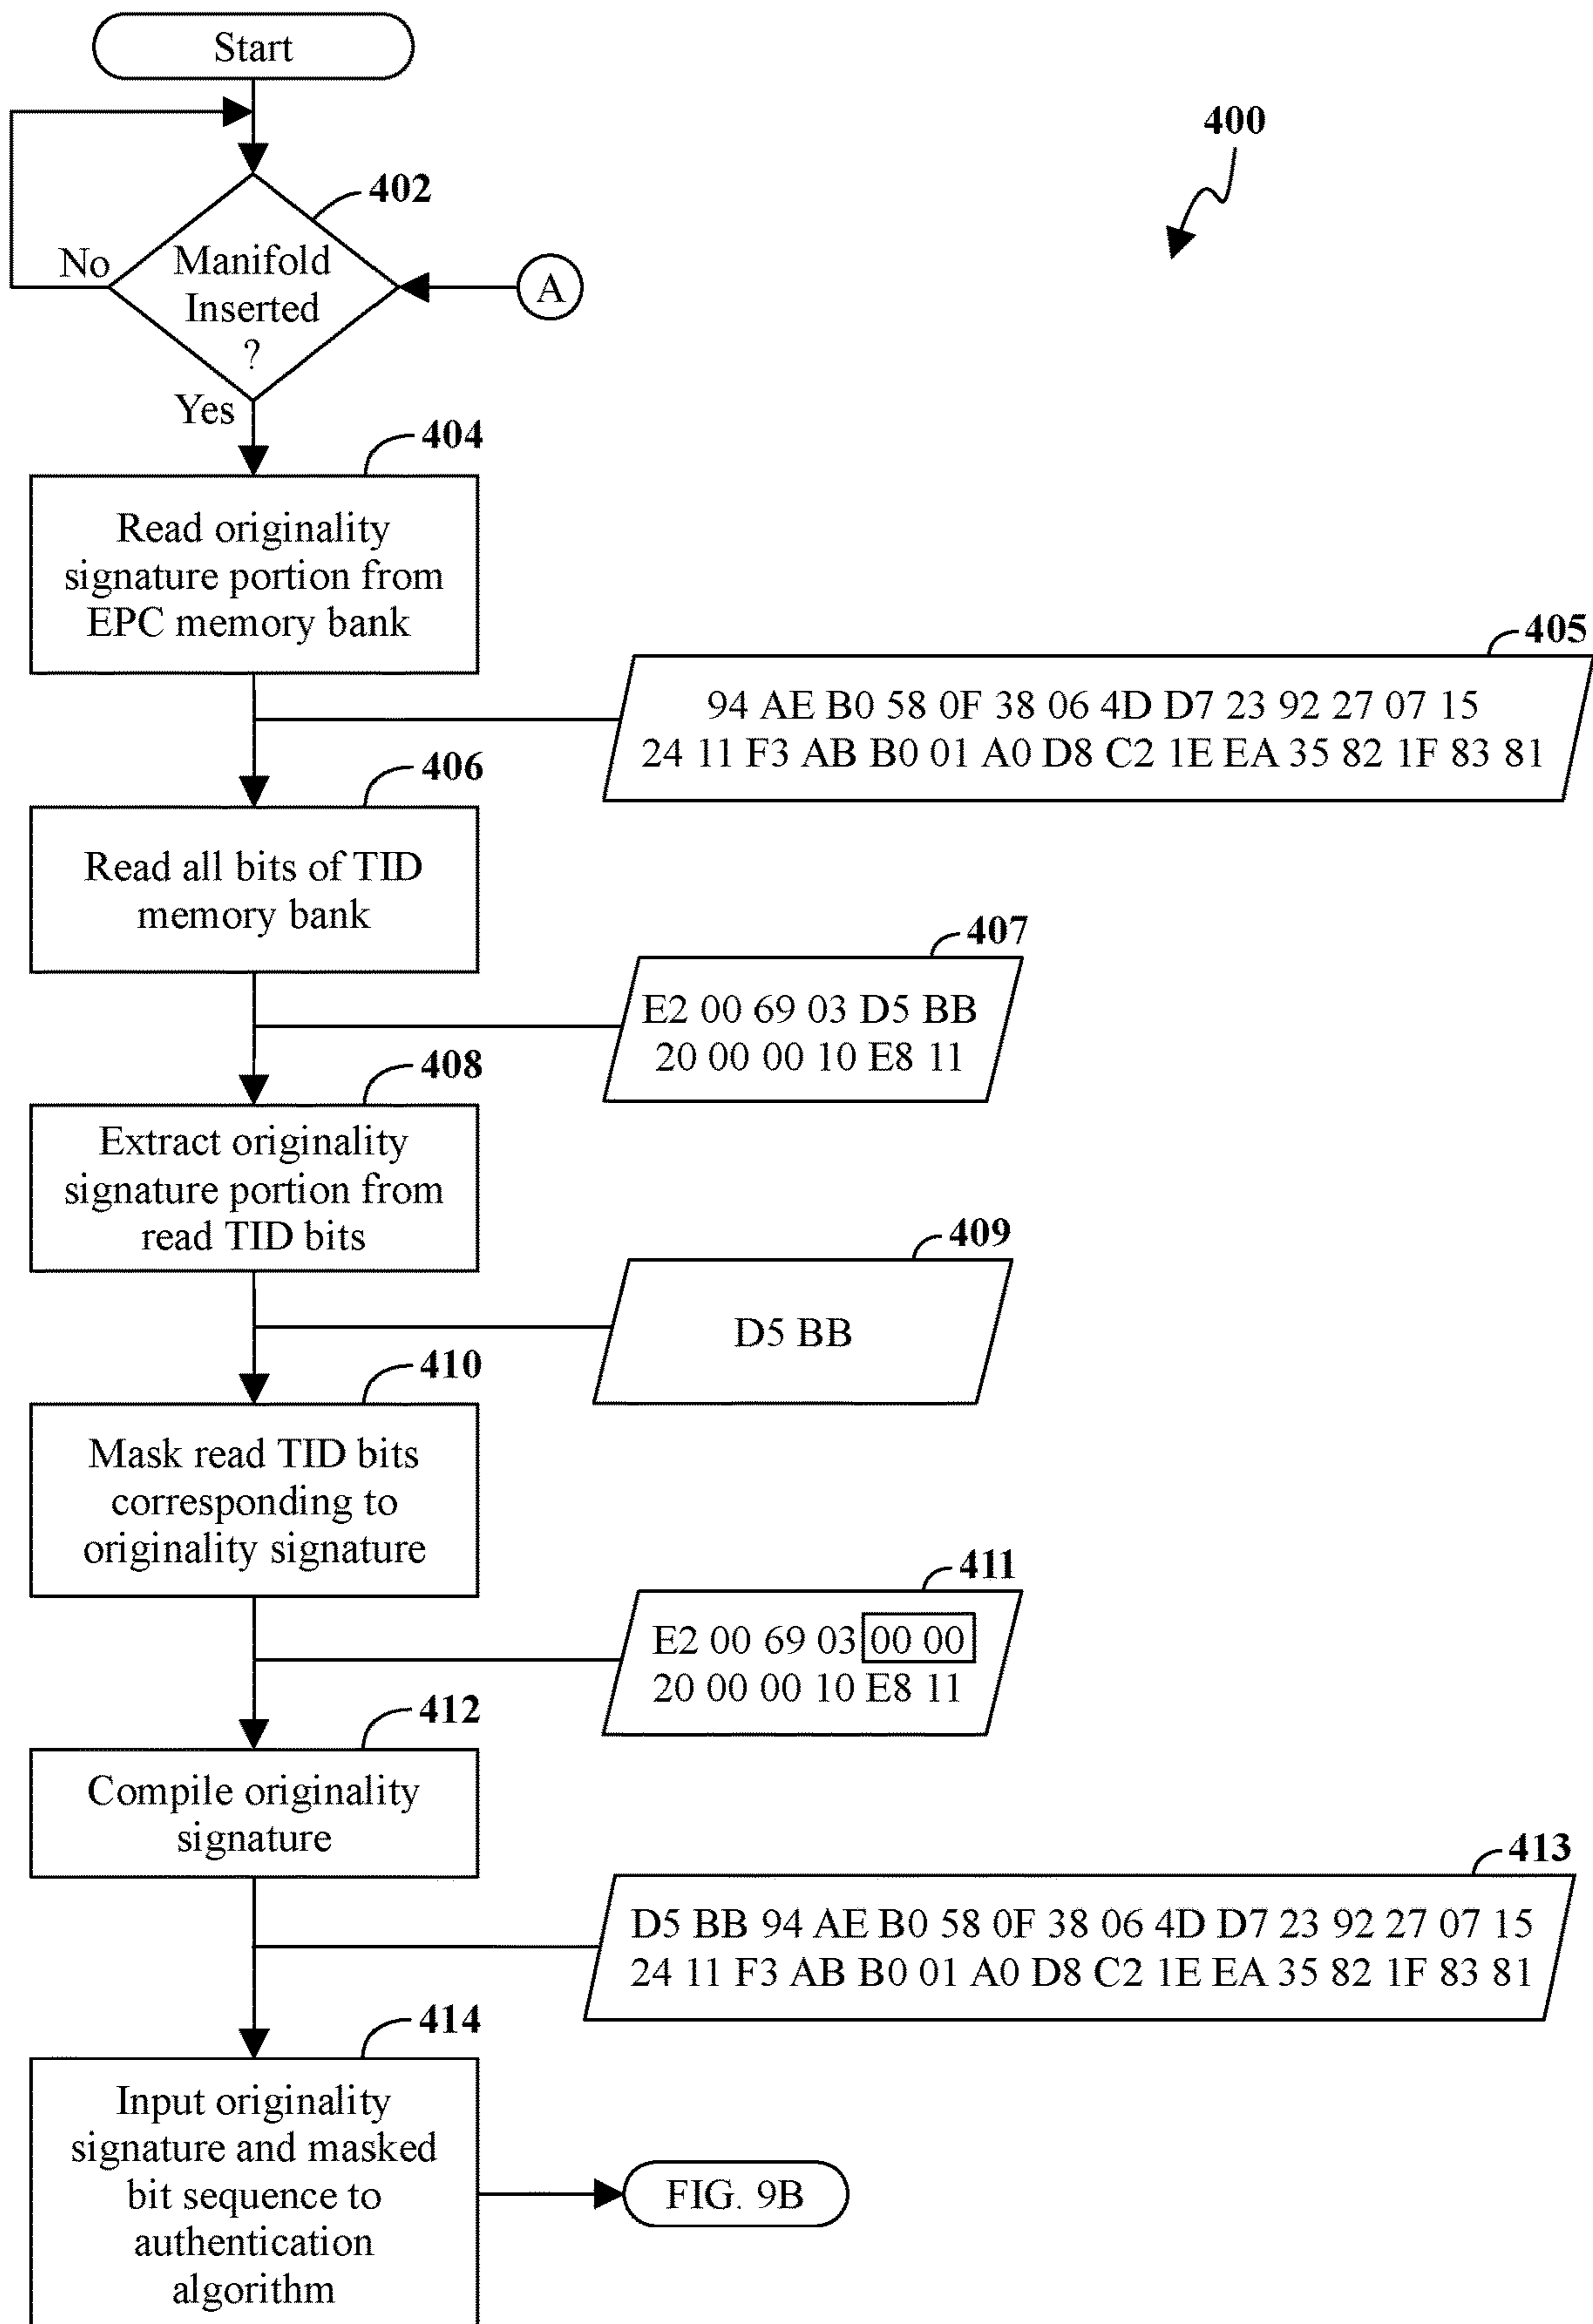 Start
400
402
No
Manifold
Inserted
?
A
Yes
404
Read originality
signature portion from
EPC memory bank
405
94 AE B0 58 0F 38 06 4D D7 23 92 27 07 15
24 11 F3 AB B0 01 A0 D8 C2 1E EA 35 82 1F 83 81
406
Read all bits of TID
memory bank
407
E2 00 69 03 D5 BB
20 00 00 10 E8 11
408
Extract originality
signature portion from
read TID bits
409
D5 BB
410
Mask read TID bits
corresponding to
originality signature
411
E2 00 69 03 00 00
20 00 00 10 E8 11
412
Compile originality
signature
413
D5 BB 94 AE B0 58 0F 38 06 4D D7 23 92 27 07 15
24 11 F3 AB B0 01 A0 D8 C2 1E EA 35 82 1F 83 81
414
Input originality
signature and masked
bit sequence to
authentication
algorithm
FIG. 9B